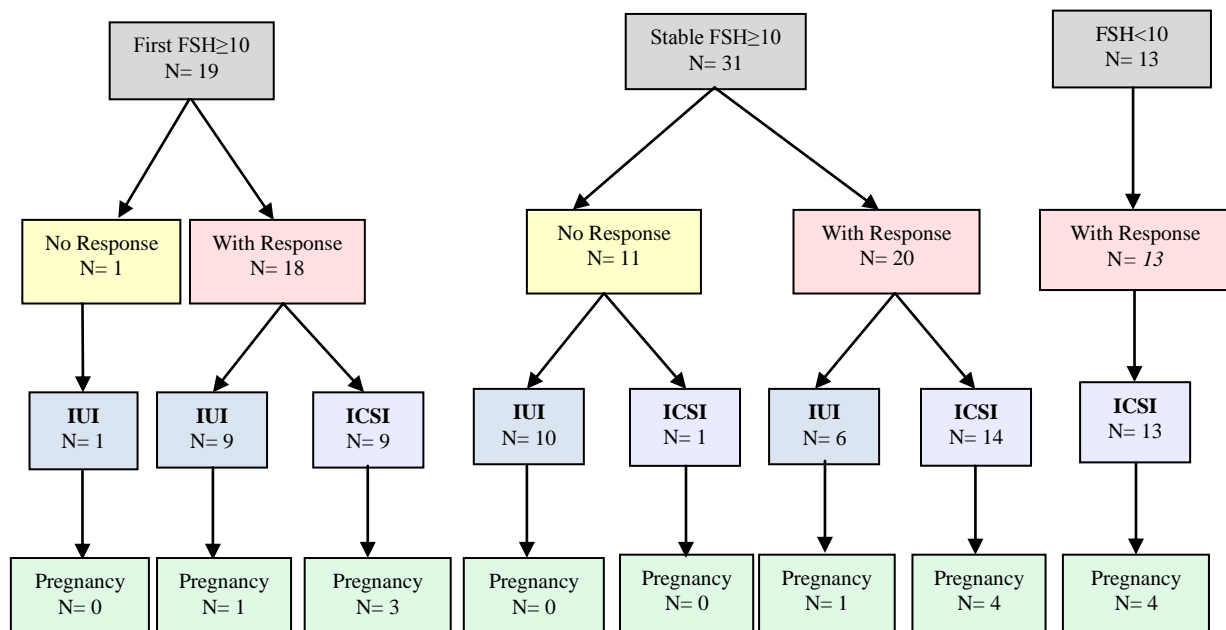 First FSH≥10
N= 19
Stable FSH≥10
N= 31
FSH<10
N= 13
No Response
N= 1
With Response
N= 18
No Response
N= 11
With Response
N= 20
With Response
N= 13
IUI
N= 1
IUI
N= 9
ICSI
N= 9
IUI
N= 10
ICSI
N= 1
IUI
N= 6
ICSI
N= 14
ICSI
N= 13
Pregnancy
N= 0
Pregnancy
N= 1
Pregnancy
N= 3
Pregnancy
N= 0
Pregnancy
N= 0
Pregnancy
N= 1
Pregnancy
N= 4
Pregnancy
N= 4